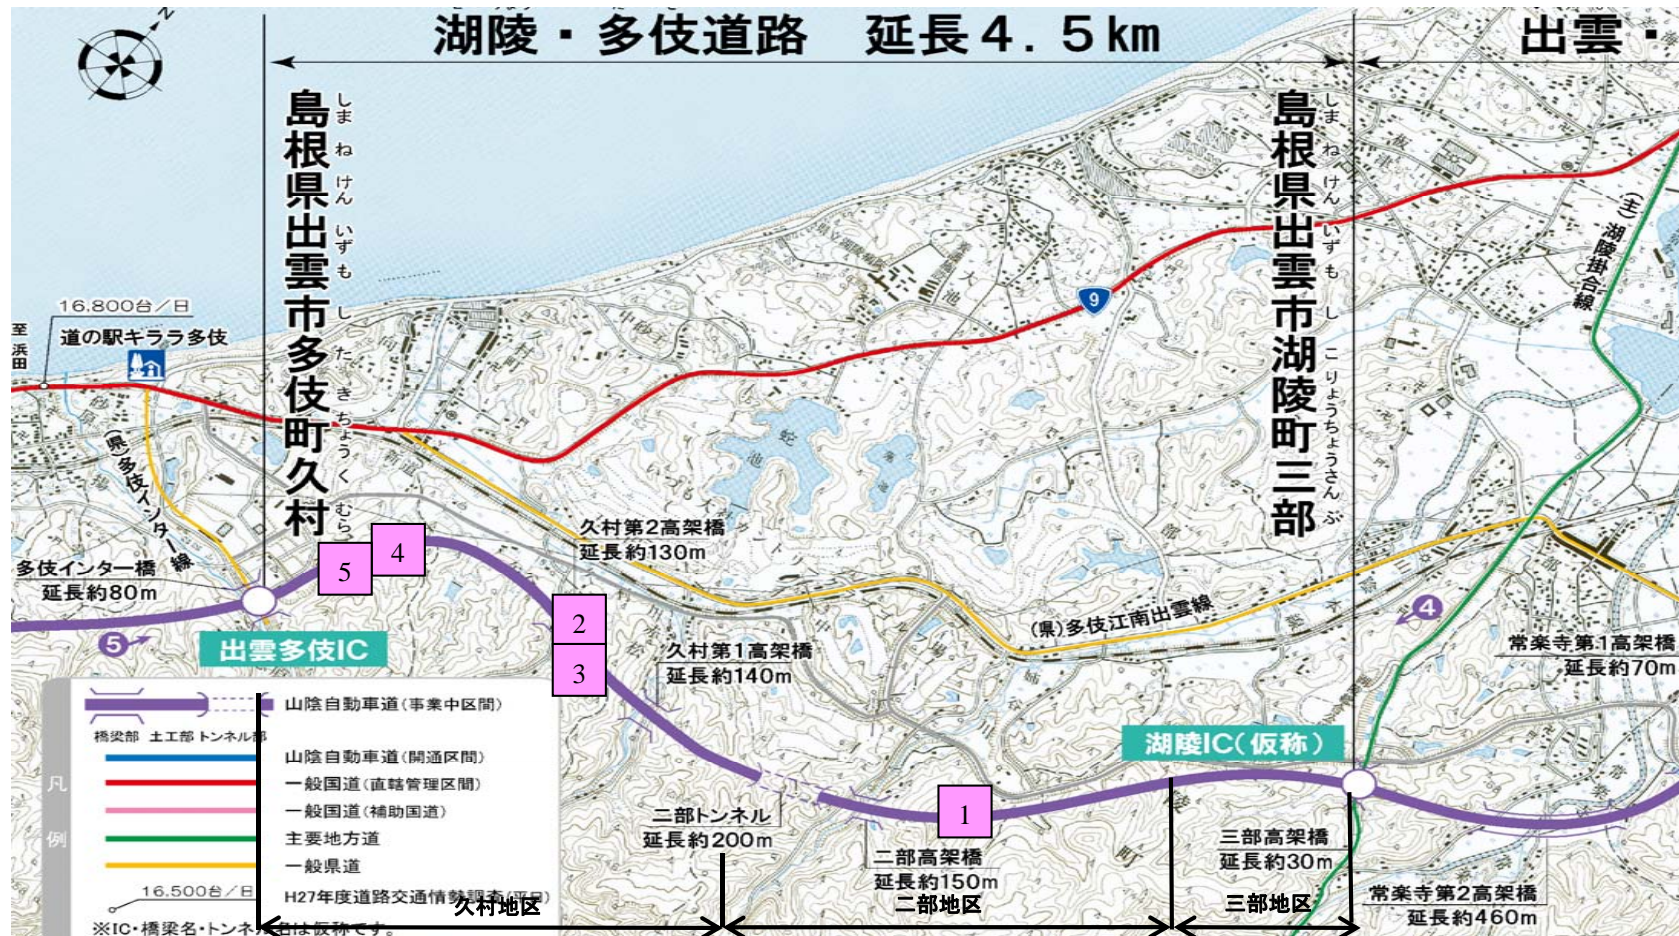 湖陵・多伎道路　延長4．5km
出雲・
島根県出雲市多伎町久村
しまねけんいずもしたきちょうくむら
島根県出雲市湖陵町三部
しまねけんいずもしこりょうちょうさんぶ
N
16.800台／日
至浜田
道の駅キララ多伎
9
(主)湖陵掛合線
(県)多伎インター線
多伎インター橋
延長約80m
5
4
2
3
1
久村第2高架橋
延長約130m
久村第1高架橋
延長約140m
(県)多伎江南出雲線
蛇池
大池
中砂
新道
5
4
出雲多伎IC
湖陵IC(仮称)
常楽寺第1高架橋
延長約70m
二部トンネル
延長約200m
二部高架橋
延長約150m
三部高架橋
延長約30m
常楽寺第2高架橋
延長約460m
凡例
山陰自動車道(事業中区間)
橋梁部 土工部 トンネル部
山陰自動車道(開通区間)
一般国道(直轄管理区間)
一般国道(補助国道)
主要地方道
一般県道
16.500台／日
H27年度道路交通情勢調査(平日)
※IC・橋梁名・トンネル名は仮称です。
久村地区
二部地区
三部地区